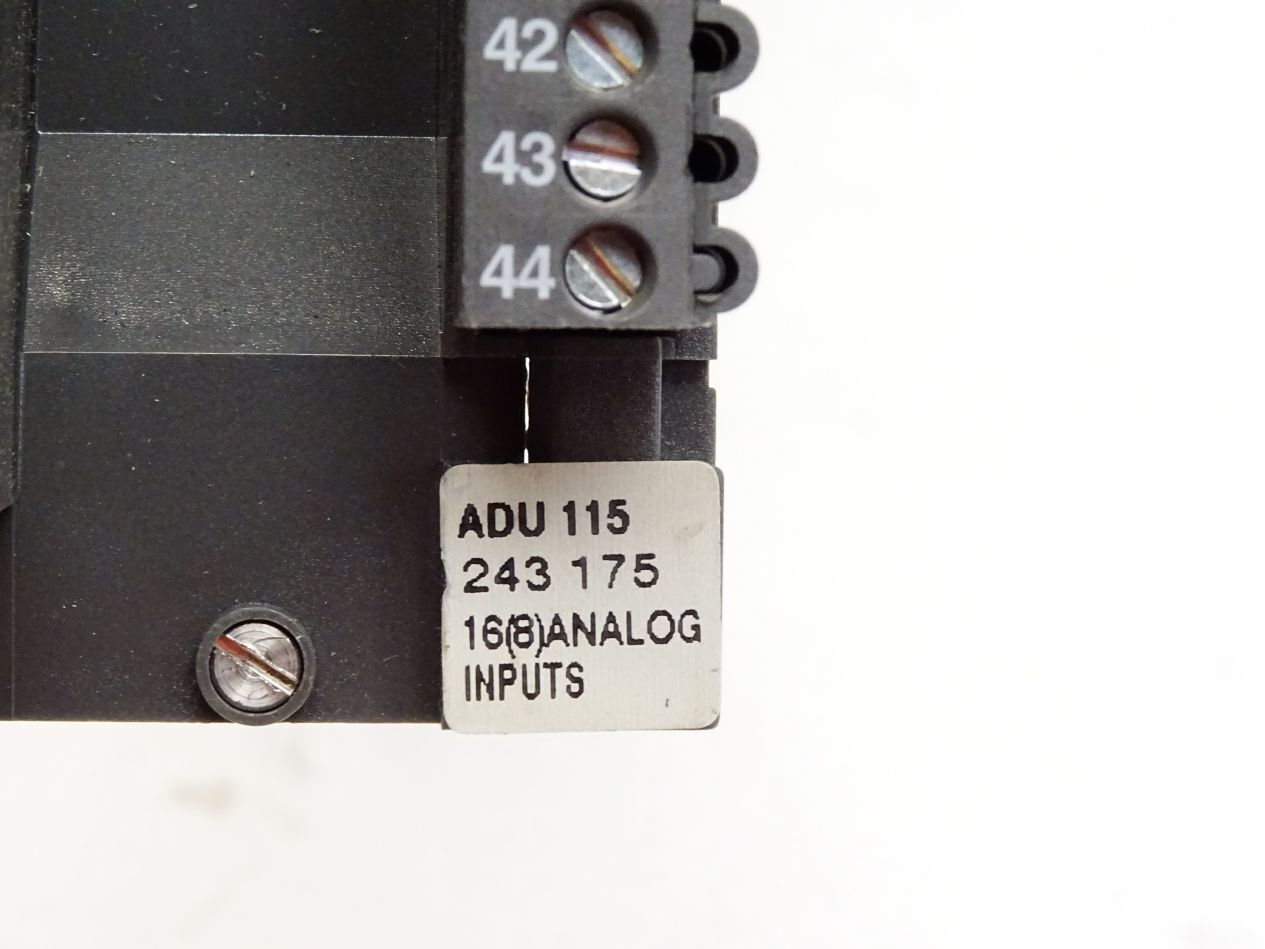 42
43
44
ADU 115
243 175
16(8)ANALOG
INPUTS